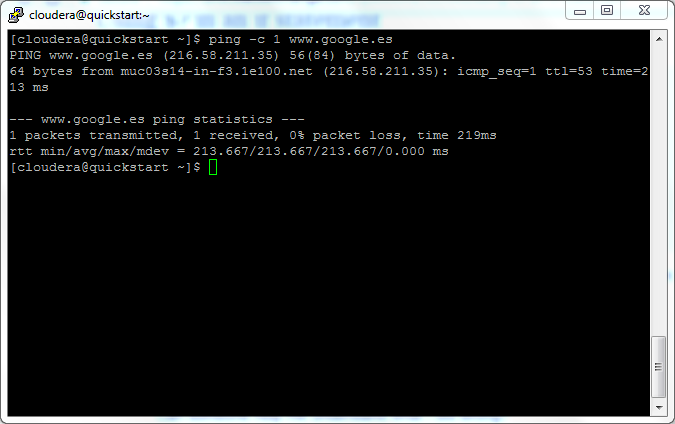 cloudera@quickstart:~
[cloudera@quickstart ~]$ ping -c 1 www.google.es
PING www.google.es (216.58.211.35) 56(84) bytes of data.
64 bytes from muc03s14-in-f3.1e100.net (216.58.211.35): icmp_seq=1 ttl=53 time=2
13 ms
--- www.google.es ping statistics ---
1 packets transmitted, 1 received, 0% packet loss, time 219ms
rtt min/avg/max/mdev = 213.667/213.667/213.667/0.000 ms
[cloudera@quickstart ~]$